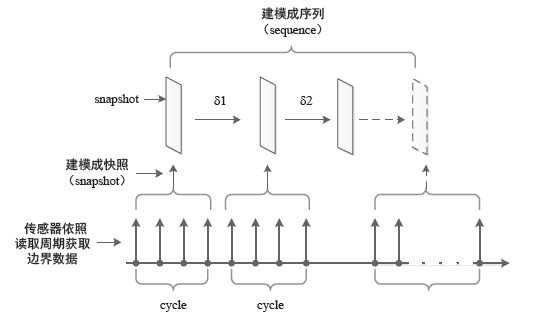 建模成序列
（sequence）
snapshot
δ1
δ2
建模成快照
（snapshot）
传感器依照
读取周期获取
边界数据
cycle
cycle